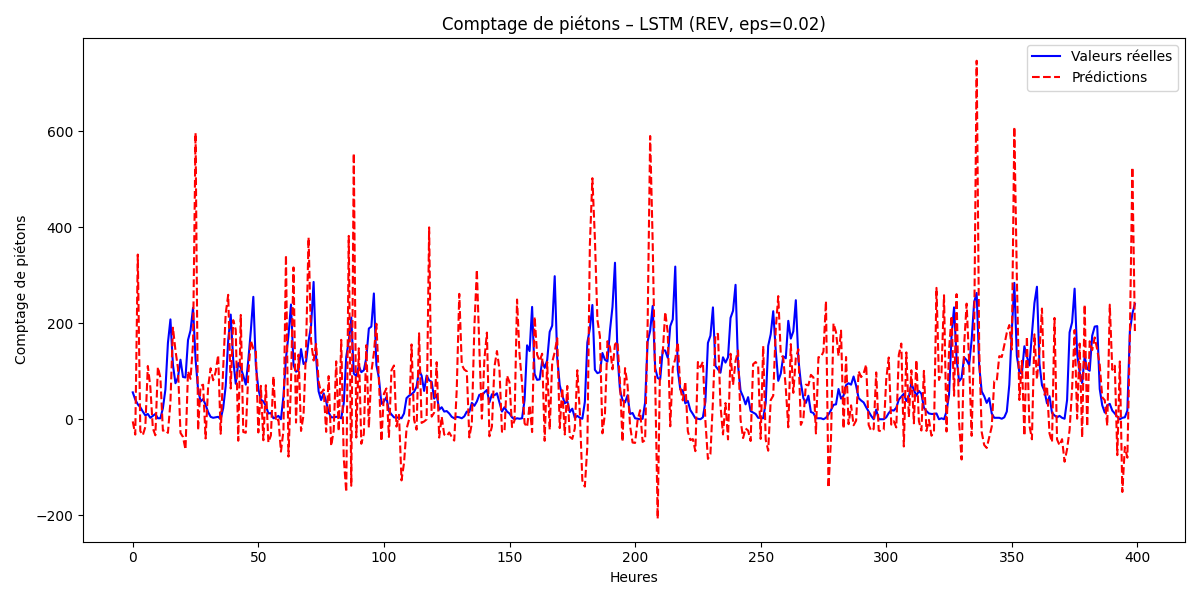 Comptage de piétons – LSTM (REV, eps=0.02)
Valeurs réelles
Prédictions
Comptage de piétons
600
400
200
0
−200
0 50 100 150 200 250 300 350 400
Heures